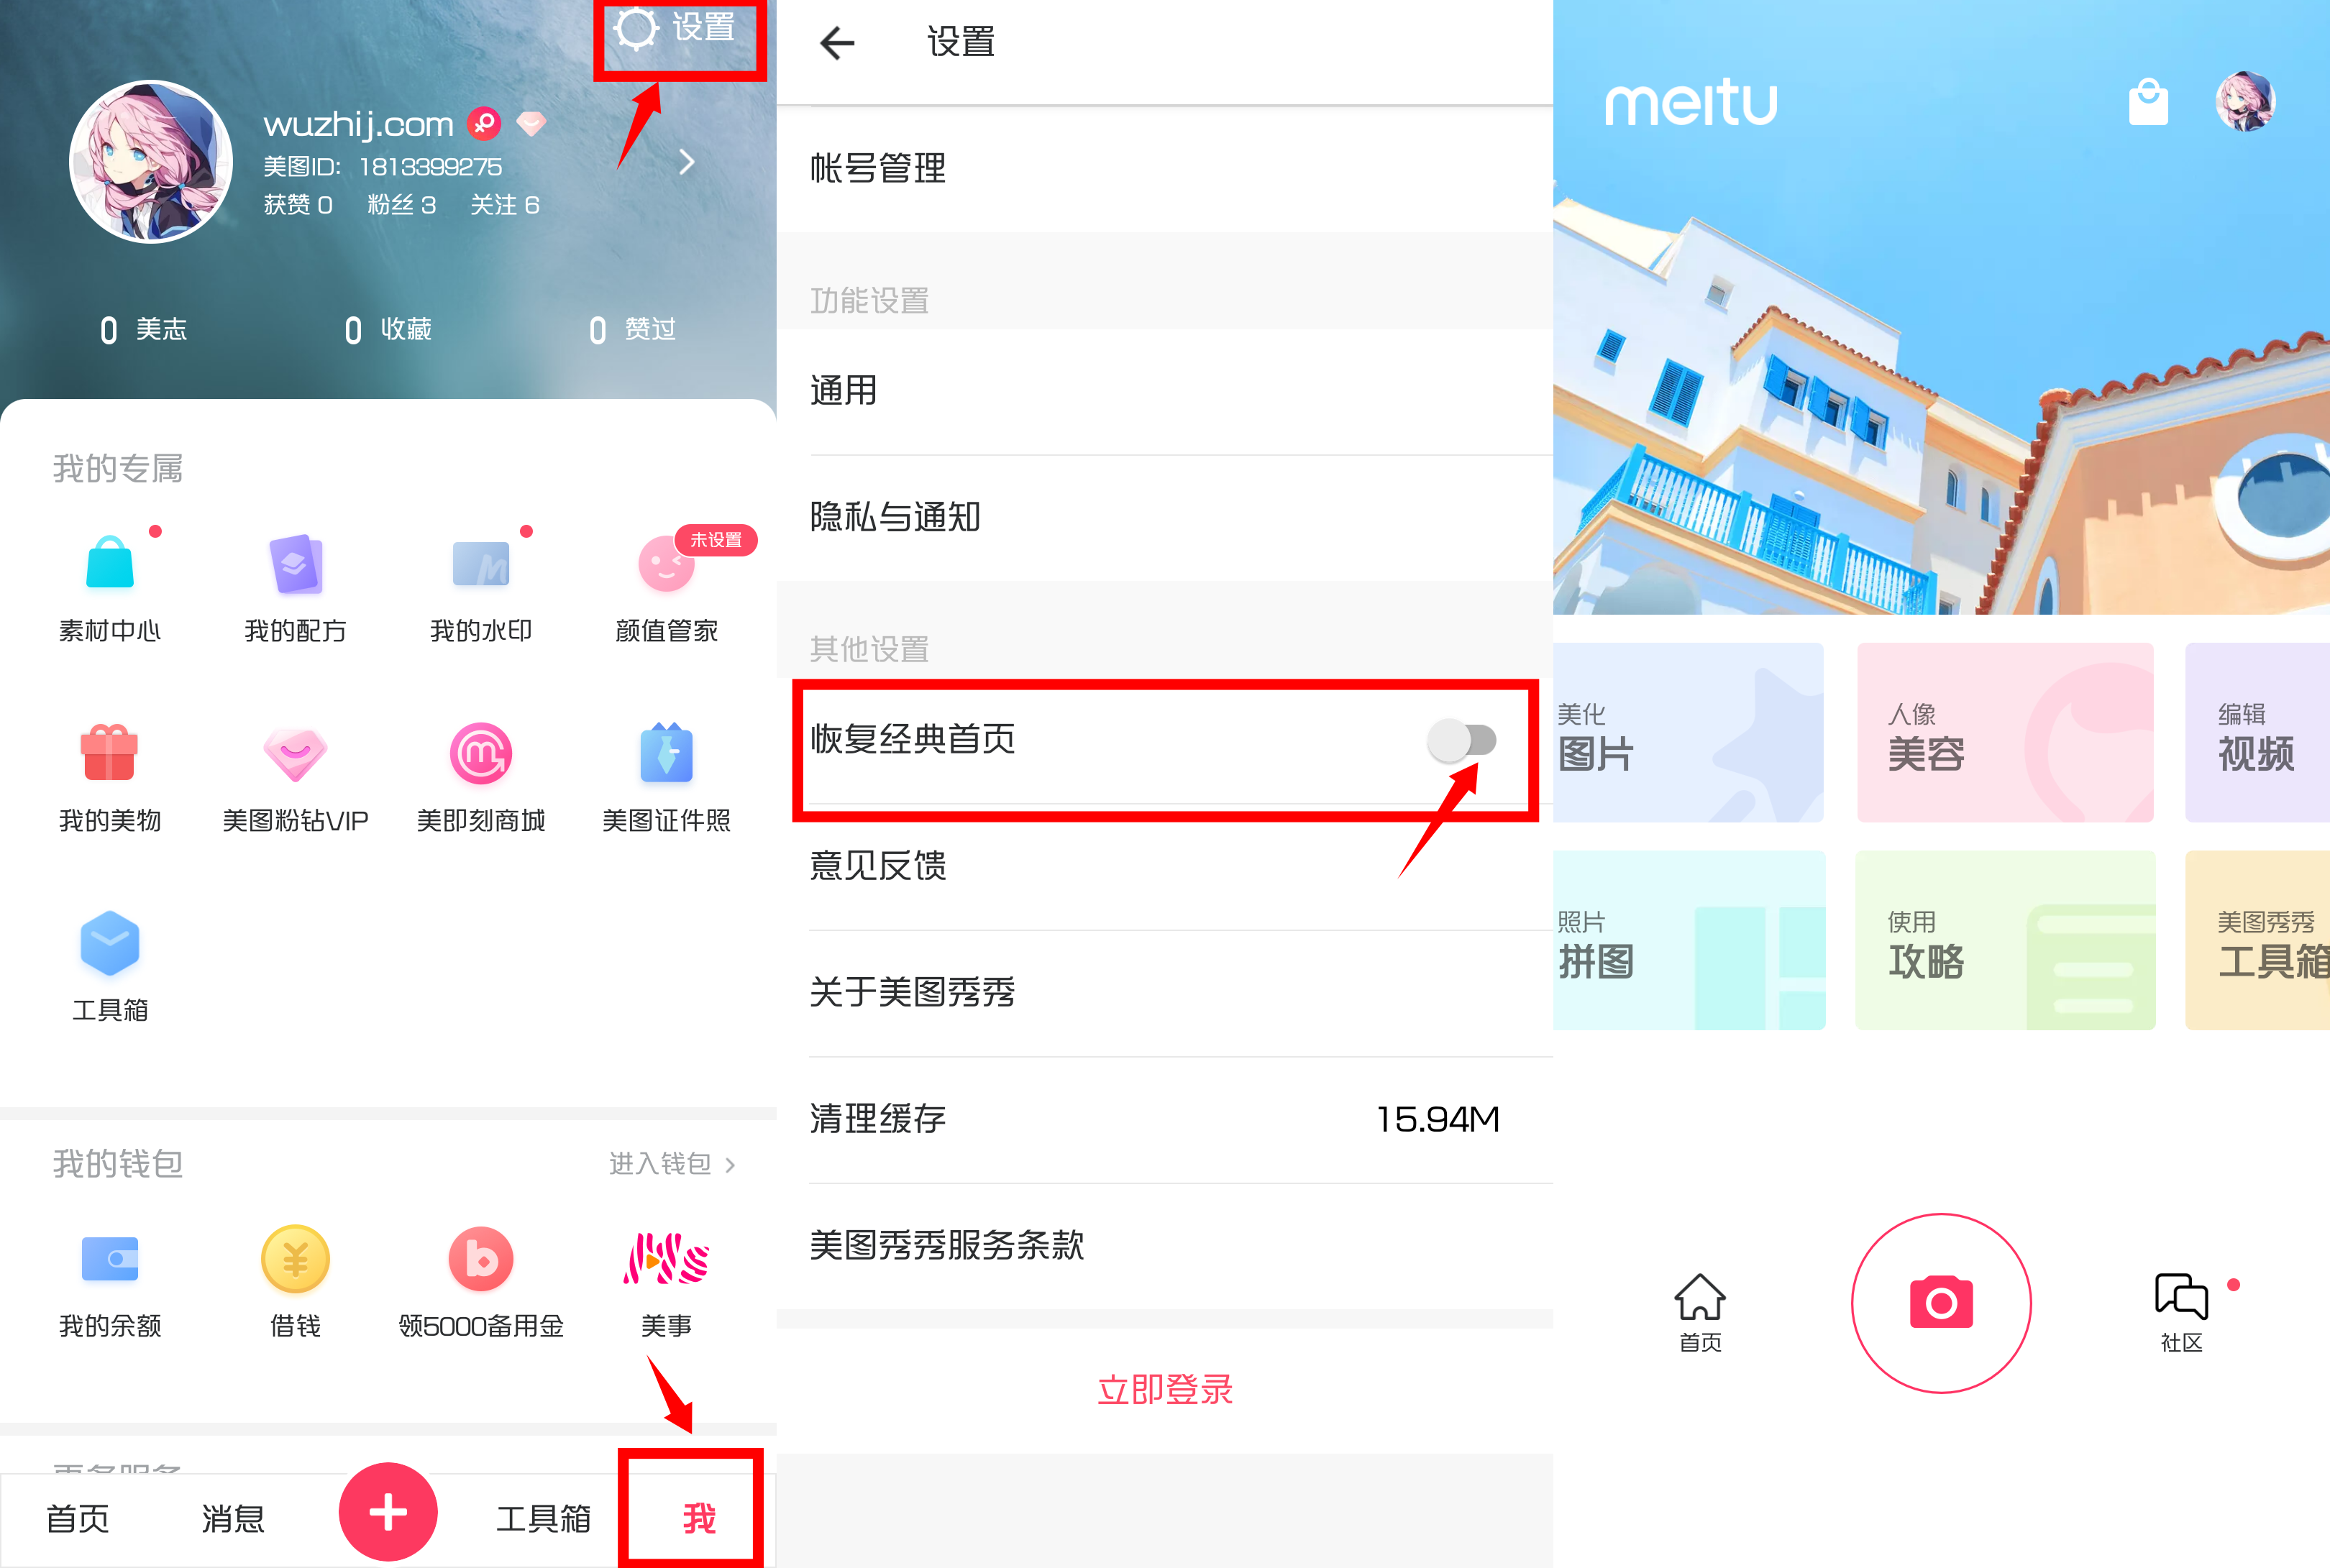 设置
wuzhij.com
美图ID: 1813399275
获赞 0 粉丝 3 关注 6
0 美志 0 收藏 0 赞过
我的专属
未设置
素材中心 我的配方 我的水印 颜值管家
我的美物 美图粉钻VIP 美即刻商城 美图证件照
工具箱
我的钱包 进入钱包
我的余额 借钱 领5000备用金 美事
首页 消息 工具箱 我
设置
帐号管理
功能设置
通用
隐私与通知
其他设置
恢复经典首页
意见反馈
关于美图秀秀
清理缓存 15.94M
美图秀秀服务条款
立即登录
meitu
美化 人像 编辑
图片 美容 视频
照片 使用 美图秀秀
拼图 攻略 工具箱
首页 社区